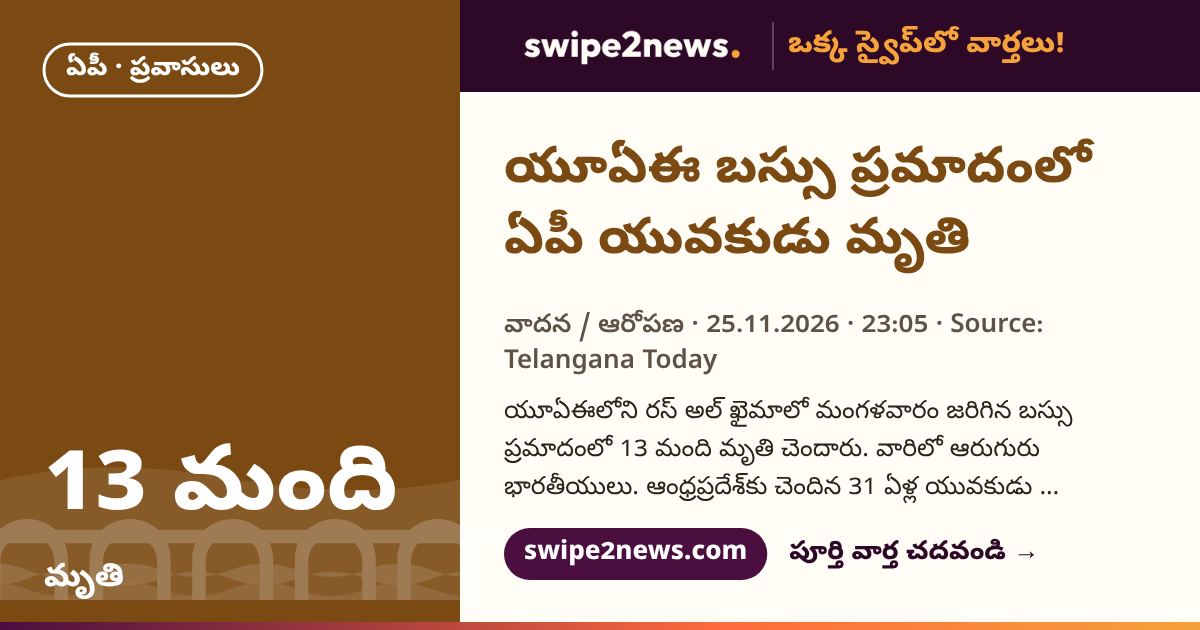 ఏపీ · ప్రవాసులు
13 మంది
మృతి
swipe2news.
ఒక్క స్వైప్‌లో వార్తలు!
యూఏఈ బస్సు ప్రమాదంలో
ఏపీ యువకుడు మృతి
వాదన / ఆరోపణ · 25.11.2026 · 23:05 · Source:
Telangana Today
యూఏఈలోని రస్ అల్ ఖైమాలో మంగళవారం జరిగిన బస్సు
ప్రమాదంలో 13 మంది మృతి చెందారు. వారిలో ఆరుగురు
భారతీయులు. ఆంధ్రప్రదేశ్‌కు చెందిన 31 ఏళ్ల యువకుడు ...
swipe2news.com
పూర్తి వార్త చదవండి →